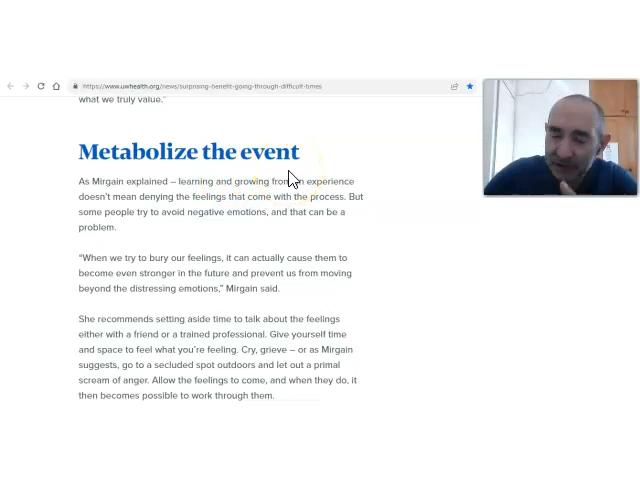 https://www.uwhealth.org/news/surprising-benefit-going-through-difficult-times
what we truly value.”
Metabolize the event
As Mirgain explained – learning and growing from an experience
doesn’t mean denying the feelings that come with the process. But
some people try to avoid negative emotions, and that can be a
problem.
“When we try to bury our feelings, it can actually cause them to
become even stronger in the future and prevent us from moving
beyond the distressing emotions,” Mirgain said.
She recommends setting aside time to talk about the feelings
either with a friend or a trained professional. Give yourself time
and space to feel what you’re feeling. Cry, grieve – or as Mirgain
suggests, go to a secluded spot outdoors and let out a primal
scream of anger. Allow the feelings to come, and when they do, it
then becomes possible to work through them.